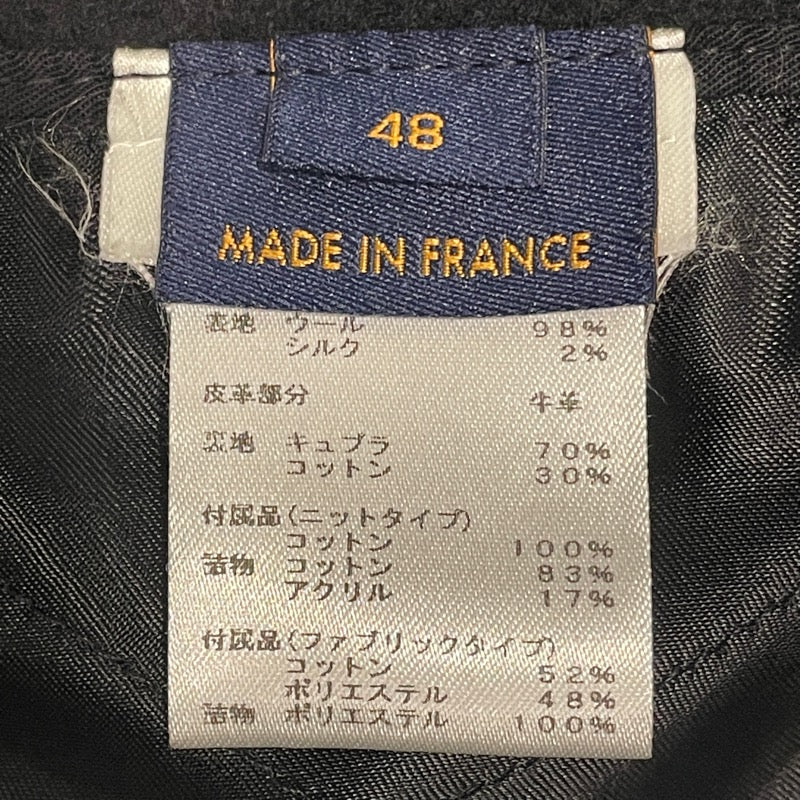 48
MADE IN FRANCE
表地 ウール 98%
シルク 2%
皮革部分 牛革
裏地 キュプラ 70%
コットン 30%
付属品(ニットタイプ)
コットン 100%
詰物 コットン 83%
アクリル 17%
付属品(ファブリックタイプ)
コットン 52%
ポリエステル 48%
詰物 ポリエステル 100%